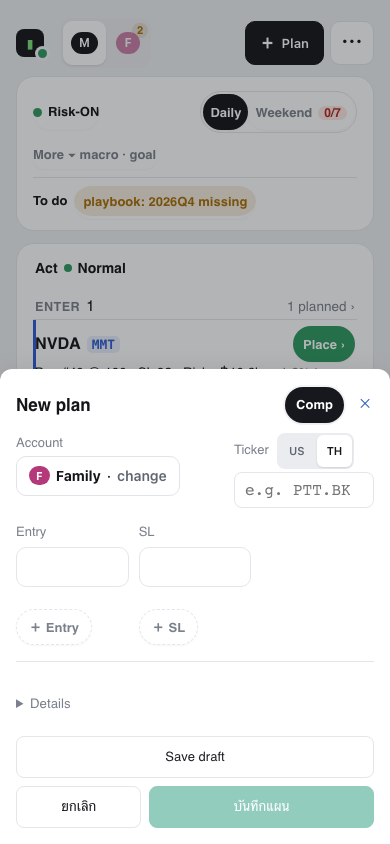 M F 2 + Plan ...
Risk-ON Daily Weekend 0/7
More macro · goal
To do playbook: 2026Q4 missing
Act Normal
ENTER 1 1 planned ›
NVDA MMT Place ›
New plan Comp ×
Account Ticker US TH
F Family · change e.g. PTT.BK
Entry SL
+ Entry + SL
Details
Save draft
ยกเลิก บันทึกแผน